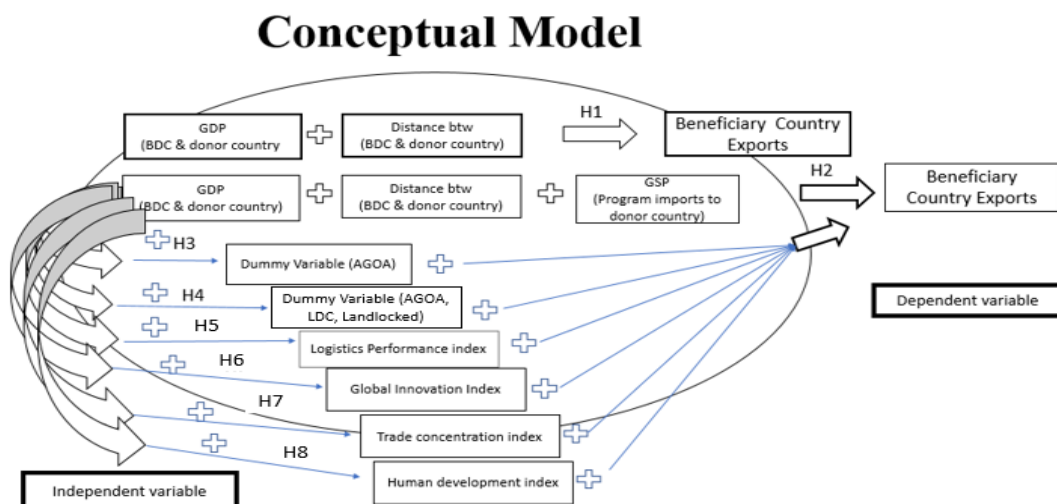 Conceptual Model
GDP
(BDC & donor country
Distance btw
(BDC & donor country)
H1
Beneficiary Country
Exports
GDP
(BDC & donor country)
Distance btw
(BDC & donor country)
GSP
(Program imports to
donor country)
H2
Beneficiary
Country Exports
H3
Dummy Variable (AGOA)
H4
Dummy Variable (AGOA,
LDC, Landlocked)
Dependent variable
H5
Logistics Performance index
H6
Global Innovation Index
H7
Trade concentration index
H8
Human development index
Independent variable